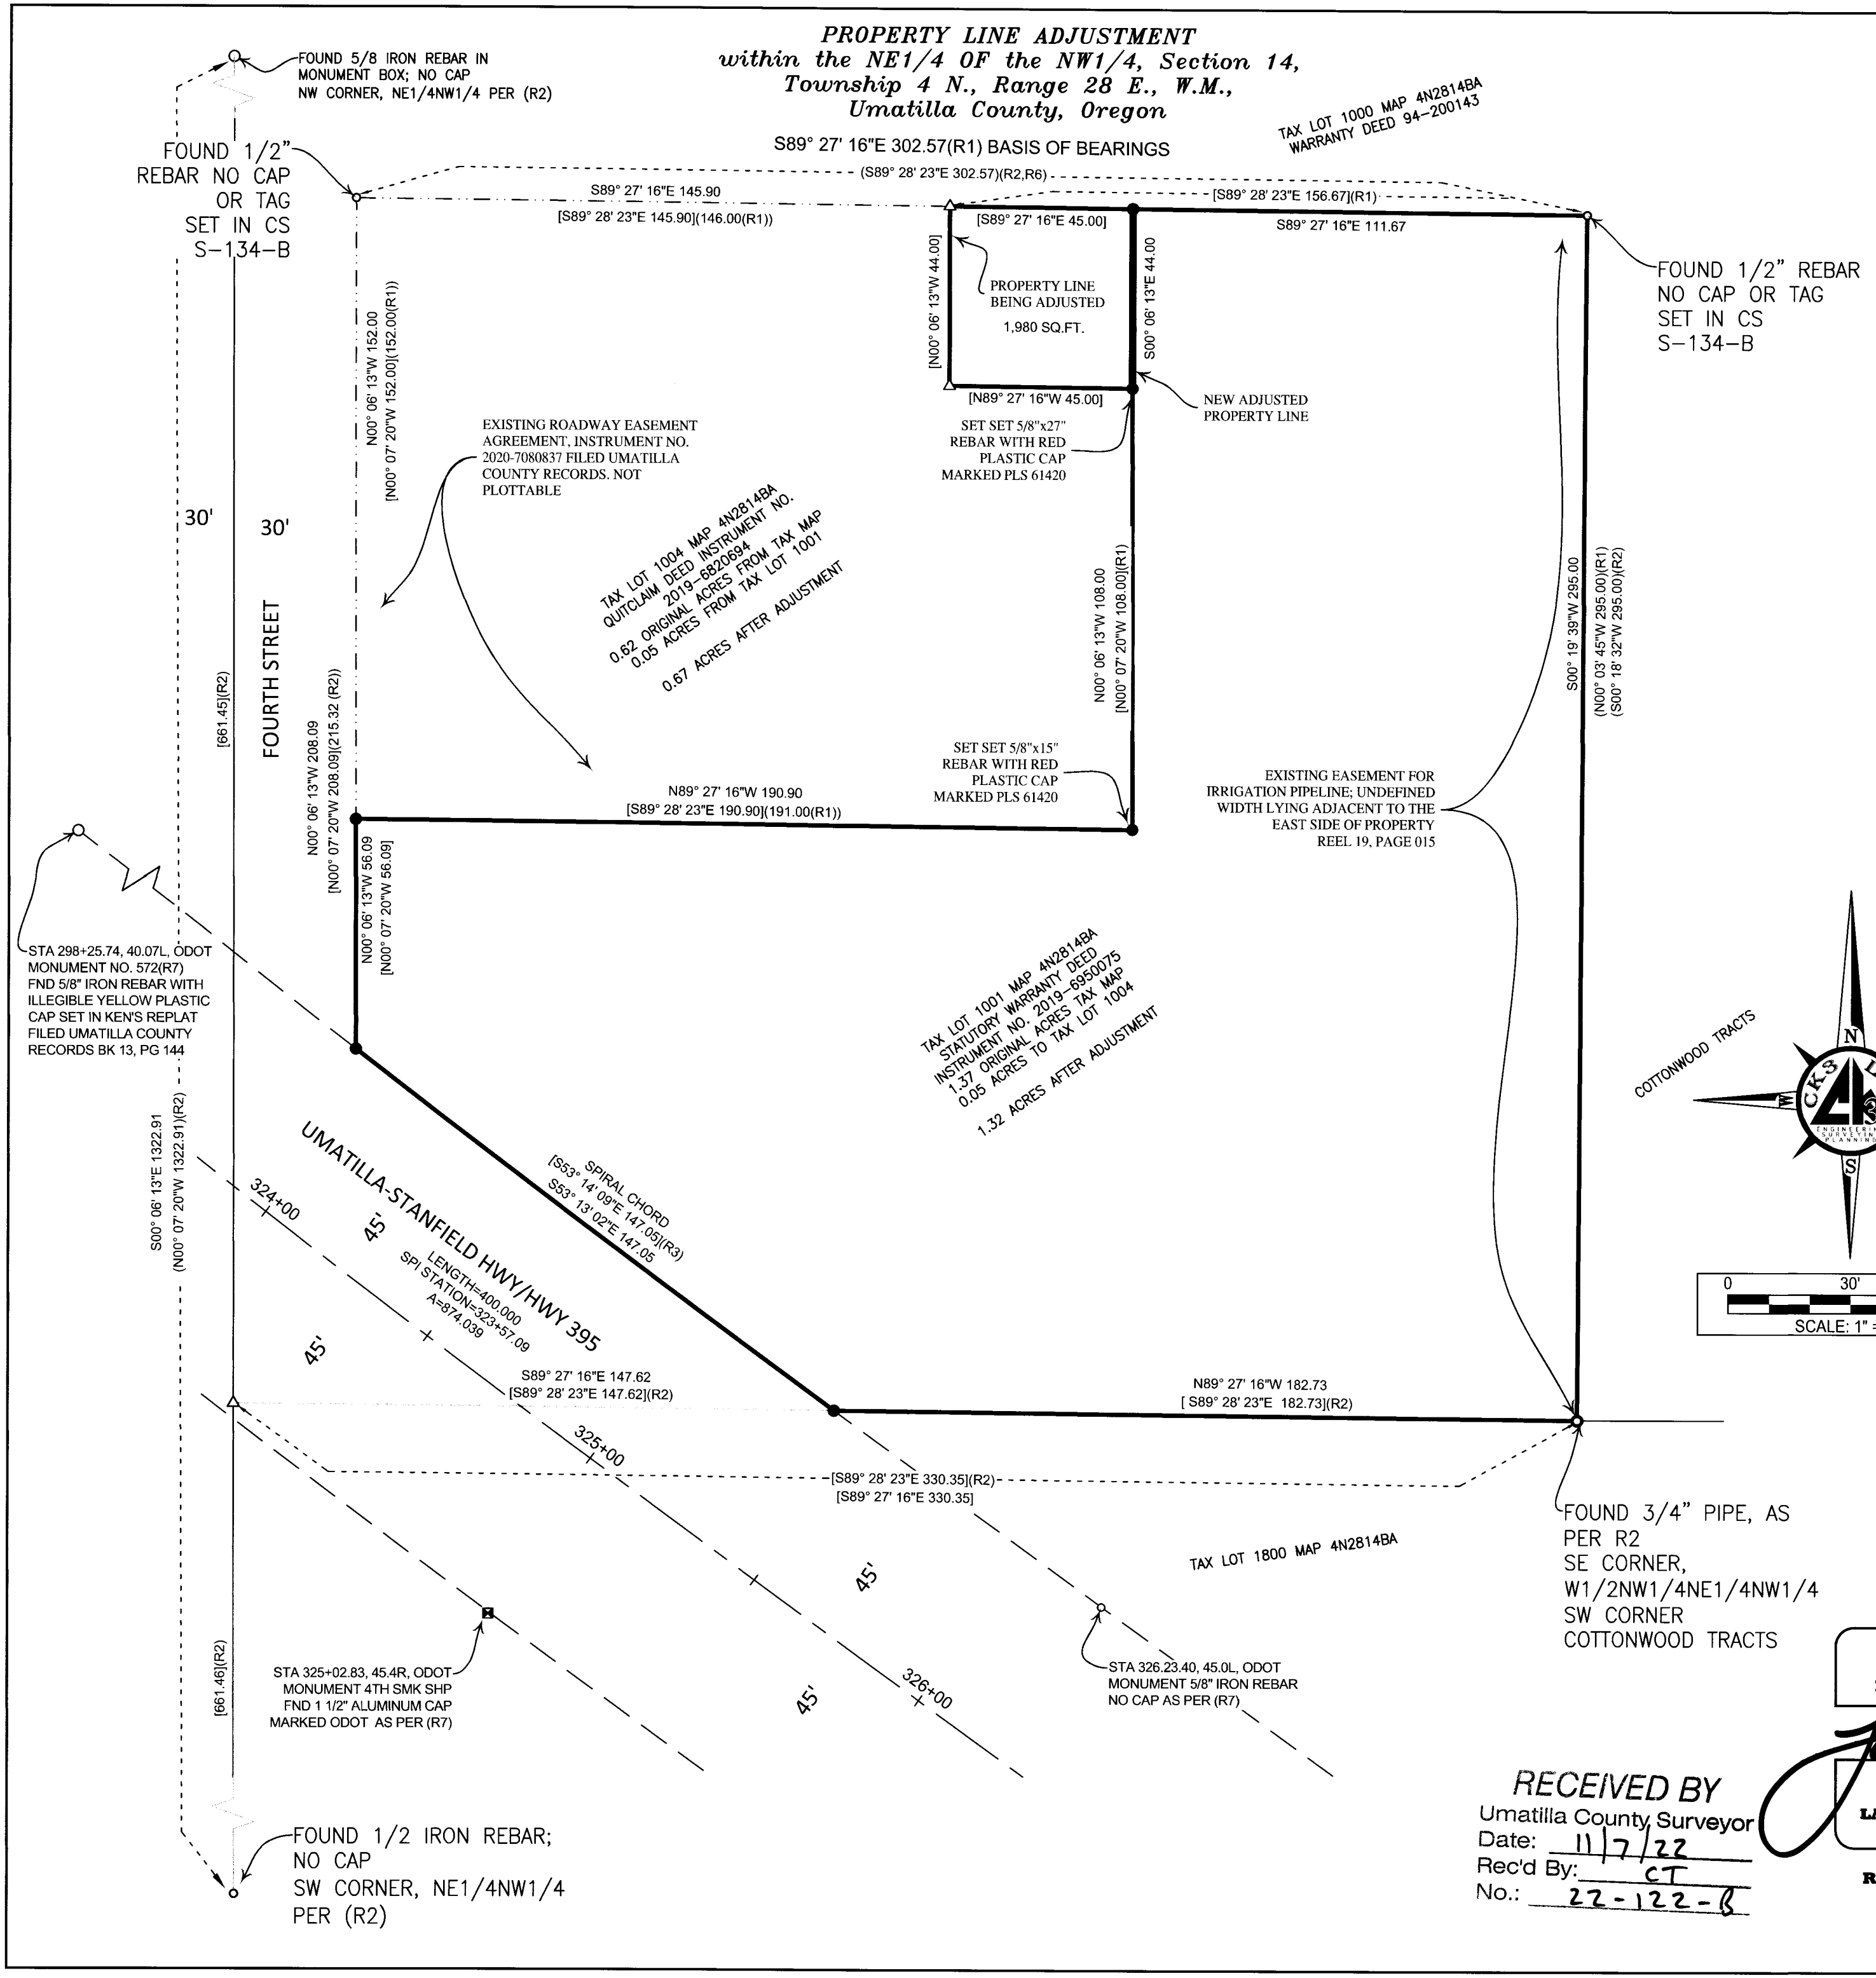 PROPERTY LINE ADJUSTMENT
within the NE1/4 OF the NW1/4, Section 14,
Township 4 N., Range 28 E., W.M.,
Umatilla County, Oregon
S89° 27' 16"E 302.57(R1) BASIS OF BEARINGS
TAX LOT 1000 MAP 4N2814BA
WARRANTY DEED 94-200143
FOUND 5/8 IRON REBAR IN
MONUMENT BOX; NO CAP
NW CORNER, NE1/4NW1/4 PER (R2)
FOUND 1/2"
REBAR NO CAP
OR TAG
SET IN CS
S-134-B
(S89° 28' 23"E 302.57)(R2,R6)
S89° 27' 16"E 145.90
[S89° 28' 23"E 145.90](146.00(R1))
[S89° 28' 23"E 156.67](R1)
[S89° 27' 16"E 45.00]
S89° 27' 16"E 111.67
FOUND 1/2" REBAR
NO CAP OR TAG
SET IN CS
S-134-B
[N00° 06' 13"W 44.00]
PROPERTY LINE
BEING ADJUSTED
1,980 SQ.FT.
S00° 06' 13"E 44.00
[N89° 27' 16"W 45.00]
NEW ADJUSTED
PROPERTY LINE
SET SET 5/8"x27"
REBAR WITH RED
PLASTIC CAP
MARKED PLS 61420
N00° 06' 13"W 152.00
[N00° 07' 20"W 152.00](152.00(R1))
EXISTING ROADWAY EASEMENT
AGREEMENT, INSTRUMENT NO.
2020-7080837 FILED UMATILLA
COUNTY RECORDS. NOT
PLOTTABLE
30'
30'
FOURTH STREET
[661.45](R2)
TAX LOT 1004 MAP 4N2814BA
QUITCLAIM DEED INSTRUMENT NO.
2019-6820694
0.62 ORIGINAL ACRES FROM TAX MAP
0.05 ACRES FROM TAX LOT 1001
0.67 ACRES AFTER ADJUSTMENT
N00° 06' 13"W 108.00
[N00° 07' 20"W 108.00](R1)
S00° 19' 39"W 295.00
(N00° 03' 45"W 295.00)(R1)
(S00° 18' 32"W 295.00)(R2)
N00° 06' 13"W 208.09
[N00° 07' 20"W 208.09](215.32 (R2))
SET SET 5/8"x15"
REBAR WITH RED
PLASTIC CAP
MARKED PLS 61420
N89° 27' 16"W 190.90
[S89° 28' 23"E 190.90](191.00(R1))
EXISTING EASEMENT FOR
IRRIGATION PIPELINE; UNDEFINED
WIDTH LYING ADJACENT TO THE
EAST SIDE OF PROPERTY
REEL 19, PAGE 015
N00° 06' 13"W 56.09
[N00° 07' 20"W 56.09]
STA 298+25.74, 40.07L, ODOT
MONUMENT NO. 572(R7)
FND 5/8" IRON REBAR WITH
ILLEGIBLE YELLOW PLASTIC
CAP SET IN KEN'S REPLAT
FILED UMATILLA COUNTY
RECORDS BK 13, PG 144
TAX LOT 1001 MAP 4N2814BA
STATUTORY WARRANTY DEED
INSTRUMENT NO. 2019-6950075
1.37 ORIGINAL ACRES TAX MAP
0.05 ACRES TO TAX LOT 1004
1.32 ACRES AFTER ADJUSTMENT
COTTONWOOD TRACTS
N
W
S
CKS
ENGINEERIN
SURVEYIN
PLANNING
0
30'
SCALE: 1" =
S00° 06' 13"E 1322.91
(N00° 07' 20"W 1322.91)(R2)
324+00
UMATILLA-STANFIELD HWY/HWY 395
45'
LENGTH=400.000
SPI STATION=323+57.09
A=874.039
45'
SPIRAL CHORD
[S53° 14' 09"E 147.05](R3)
S53° 13' 02"E 147.05
S89° 27' 16"E 147.62
[S89° 28' 23"E 147.62](R2)
N89° 27' 16"W 182.73
[ S89° 28' 23"E 182.73](R2)
325+00
[S89° 28' 23"E 330.35](R2)
[S89° 27' 16"E 330.35]
FOUND 3/4" PIPE, AS
PER R2
SE CORNER,
W1/2NW1/4NE1/4NW1/4
SW CORNER
COTTONWOOD TRACTS
TAX LOT 1800 MAP 4N2814BA
45'
45'
326+00
[661.46](R2)
STA 325+02.83, 45.4R, ODOT
MONUMENT 4TH SMK SHP
FND 1 1/2" ALUMINUM CAP
MARKED ODOT AS PER (R7)
STA 326.23.40, 45.0L, ODOT
MONUMENT 5/8" IRON REBAR
NO CAP AS PER (R7)
FOUND 1/2 IRON REBAR;
NO CAP
SW CORNER, NE1/4NW1/4
PER (R2)
RECEIVED BY
Umatilla County Surveyor
Date: 11/7/22
Rec'd By: CT
No.: 22-122-B